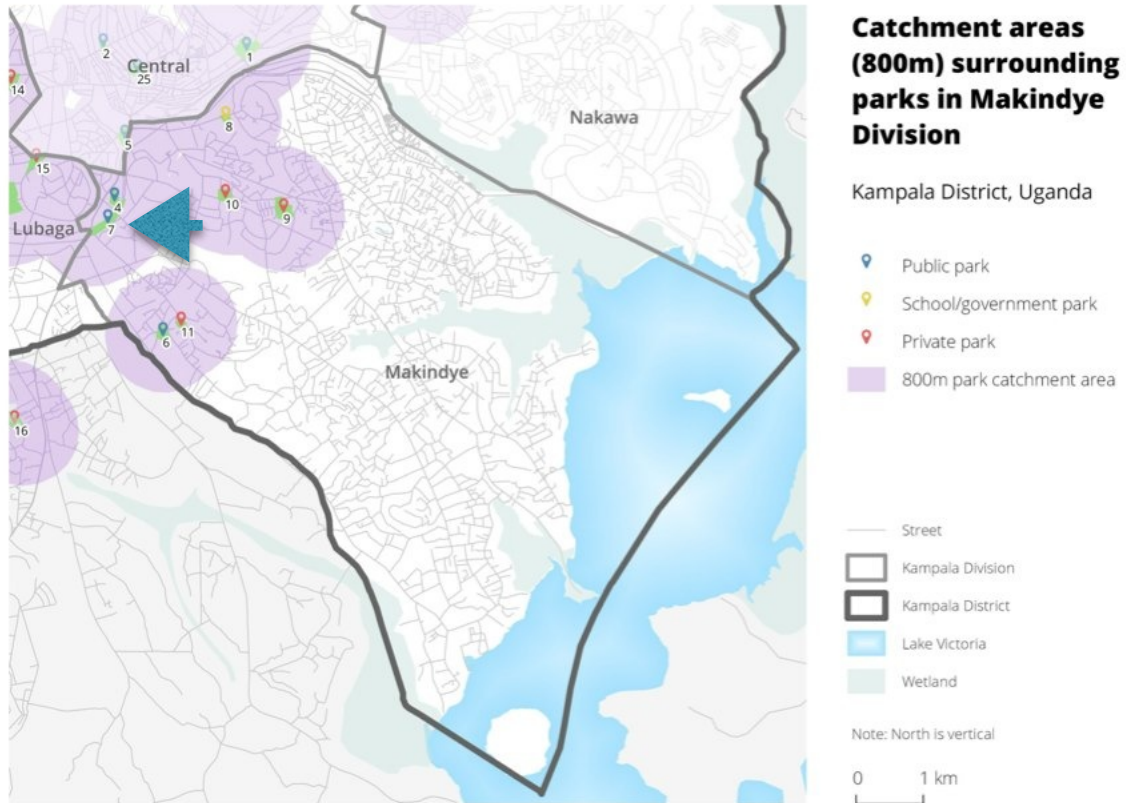 Catchment areas
(800m) surrounding
parks in Makindye
Division
Kampala District, Uganda
Public park
School/government park
Private park
800m park catchment area
Street
Kampala Division
Kampala District
Lake Victoria
Wetland
Note: North is vertical
0 1 km
2
1
Central
25
14
8
Nakawa
5
15
4
10
9
Lubaga
7
11
6
Makindye
16